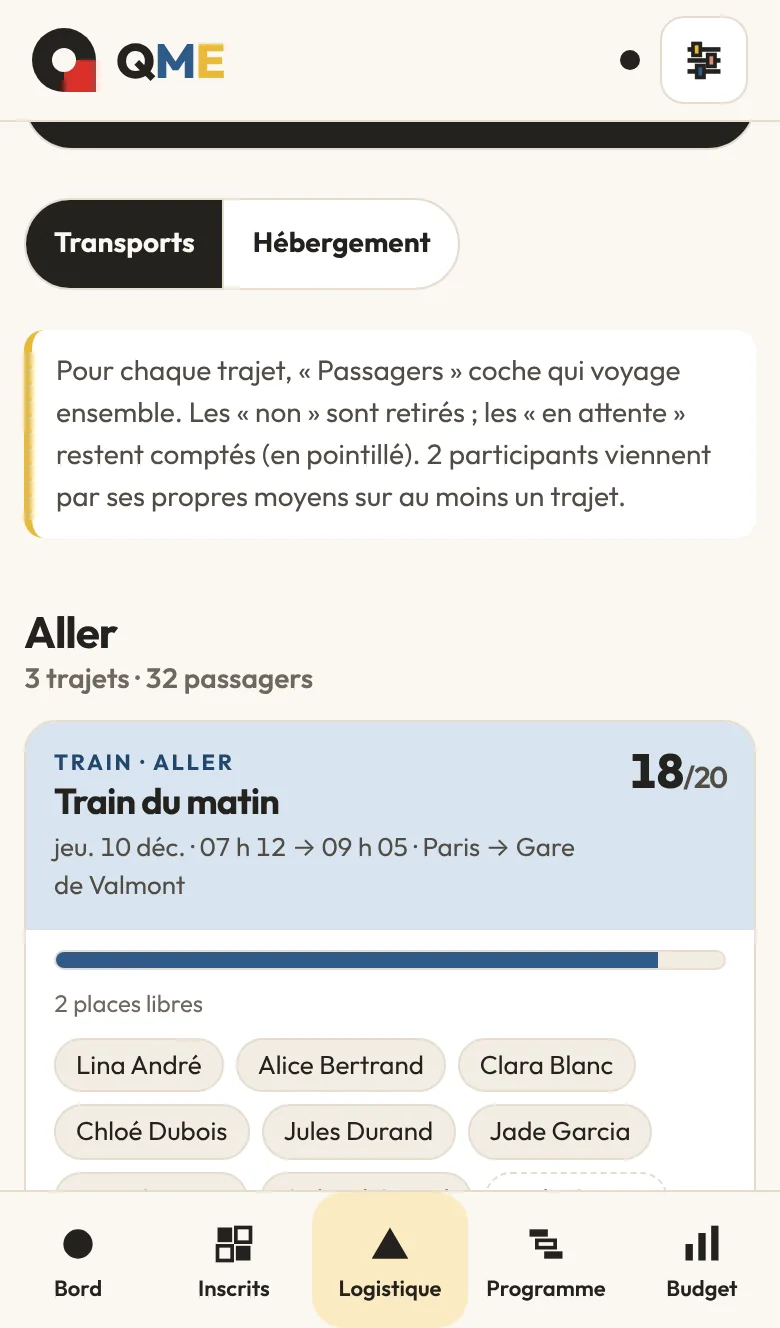 QME
Transports
Hébergement
Pour chaque trajet, « Passagers » coche qui voyage
ensemble. Les « non » sont retirés ; les « en attente »
restent comptés (en pointillé). 2 participants viennent
par ses propres moyens sur au moins un trajet.
Aller
3 trajets · 32 passagers
TRAIN · ALLER
18/20
Train du matin
jeu. 10 déc. · 07 h 12 → 09 h 05 · Paris → Gare
de Valmont
2 places libres
Lina André
Alice Bertrand
Clara Blanc
Chloé Dubois
Jules Durand
Jade Garcia
Bord
Inscrits
Logistique
Programme
Budget